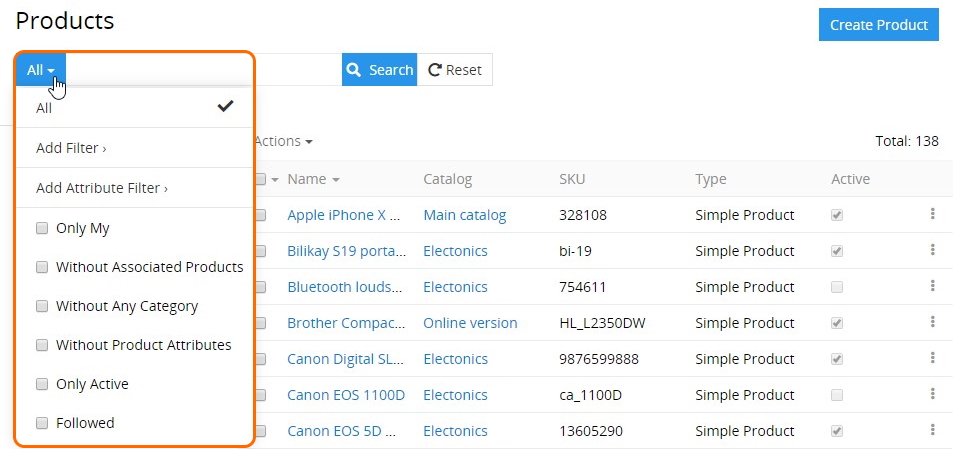 Products
Create Product
All
Search
Reset
All
Add Filter ›
Add Attribute Filter ›
Only My
Without Associated Products
Without Any Category
Without Product Attributes
Only Active
Followed
Actions
Total: 138
Name Catalog SKU Type Active
Apple iPhone X ... Main catalog 328108 Simple Product
Bilikay S19 porta... Electonics bi-19 Simple Product
Bluetooth louds... Electonics 754611 Simple Product
Brother Compac... Online version HL_L2350DW Simple Product
Canon Digital SL... Electonics 9876599888 Simple Product
Canon EOS 1100D Electonics ca_1100D Simple Product
Canon EOS 5D ... Electonics 13605290 Simple Product